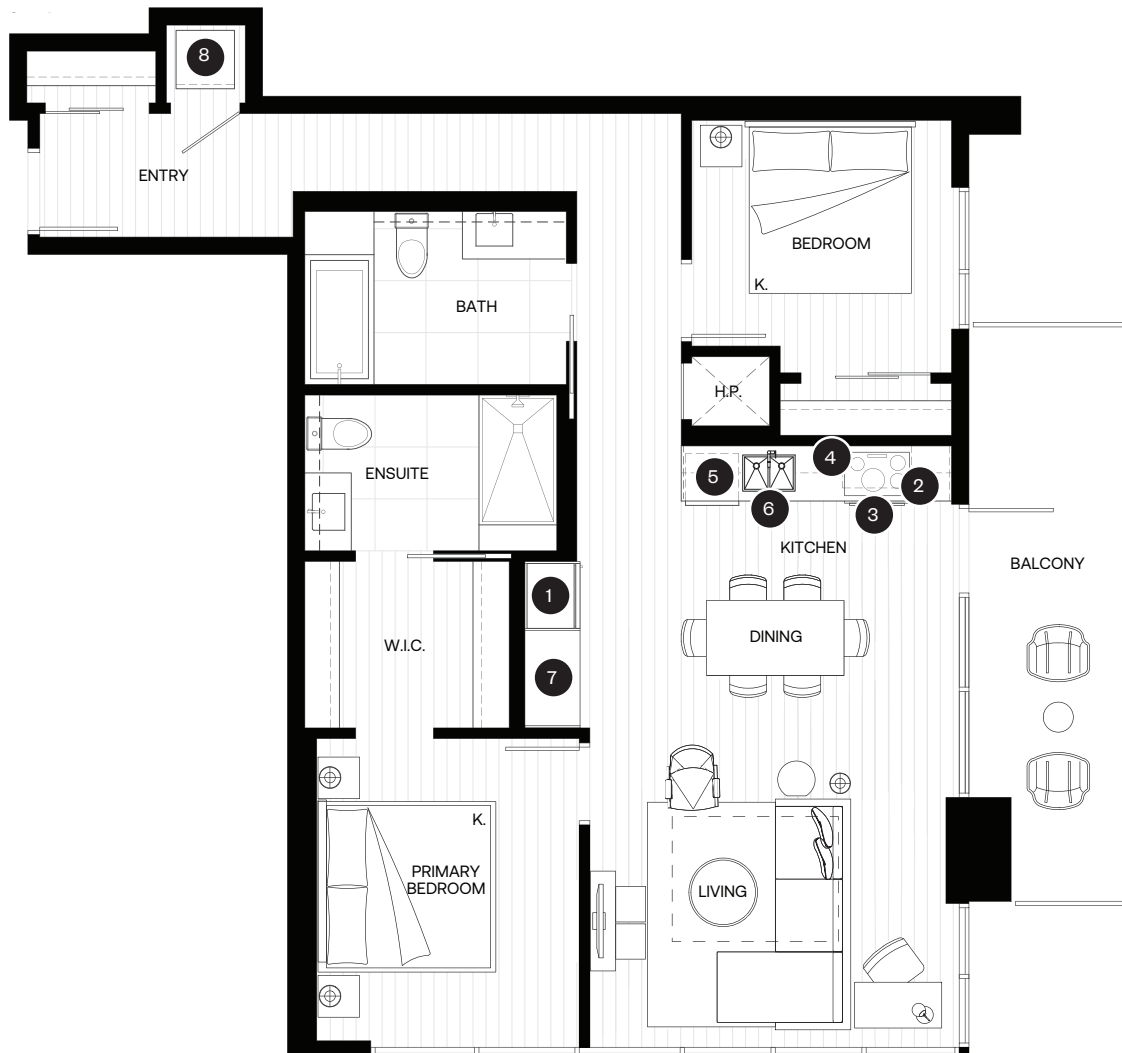 8
ENTRY
BEDROOM
K.
BATH
H.P.
ENSUITE
5
4
2
6
3
KITCHEN
BALCONY
1
W.I.C.
DINING
7
K.
PRIMARY
BEDROOM
LIVING